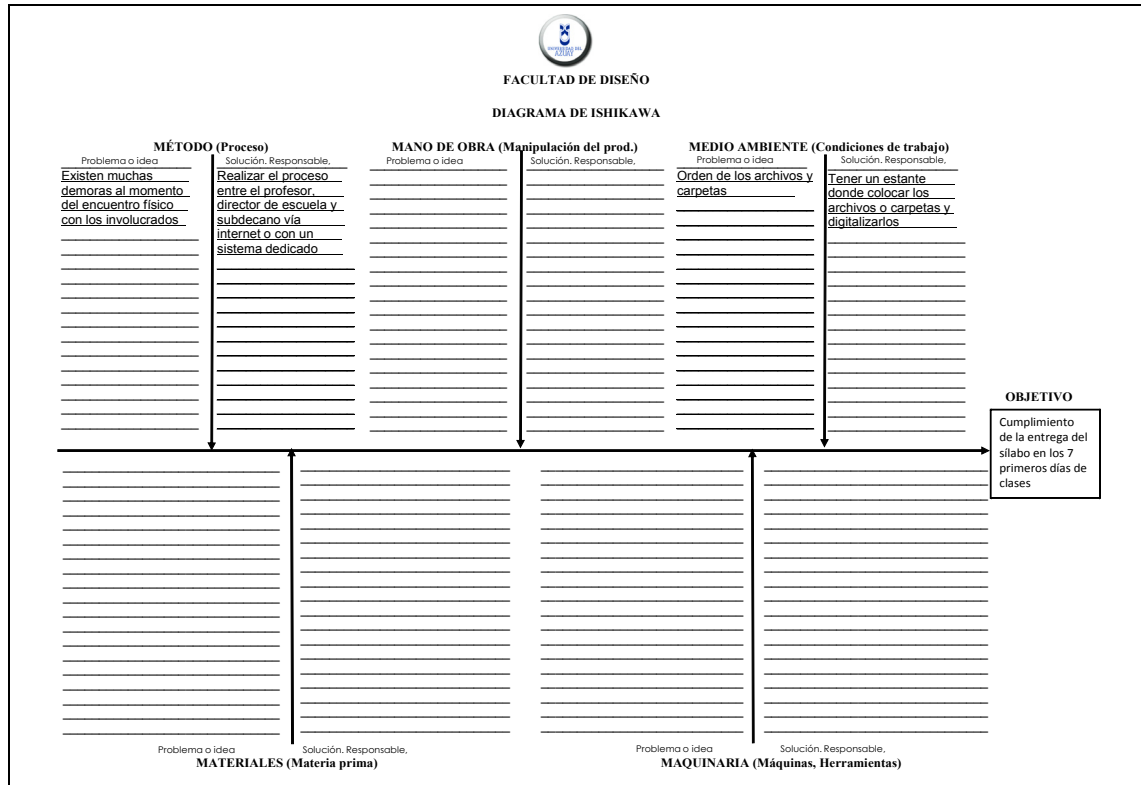 UNIVERSIDAD DEL
AZUAY
FACULTAD DE DISEÑO
DIAGRAMA DE ISHIKAWA
MÉTODO (Proceso)
Problema o idea
Existen muchas
demoras al momento
del encuentro físico
con los involucrados
Solución. Responsable,
Realizar el proceso
entre el profesor,
director de escuela y
subdecano vía
internet o con un
sistema dedicado
MANO DE OBRA (Manipulación del prod.)
Problema o idea
Solución. Responsable,
MEDIO AMBIENTE (Condiciones de trabajo)
Problema o idea
Orden de los archivos y
carpetas
Solución. Responsable,
Tener un estante
donde colocar los
archivos o carpetas y
digitalizarlos
OBJETIVO
Cumplimiento
de la entrega del
sílabo en los 7
primeros días de
clases
Problema o idea
Solución. Responsable,
MATERIALES (Materia prima)
Problema o idea
Solución. Responsable,
MAQUINARIA (Máquinas, Herramientas)